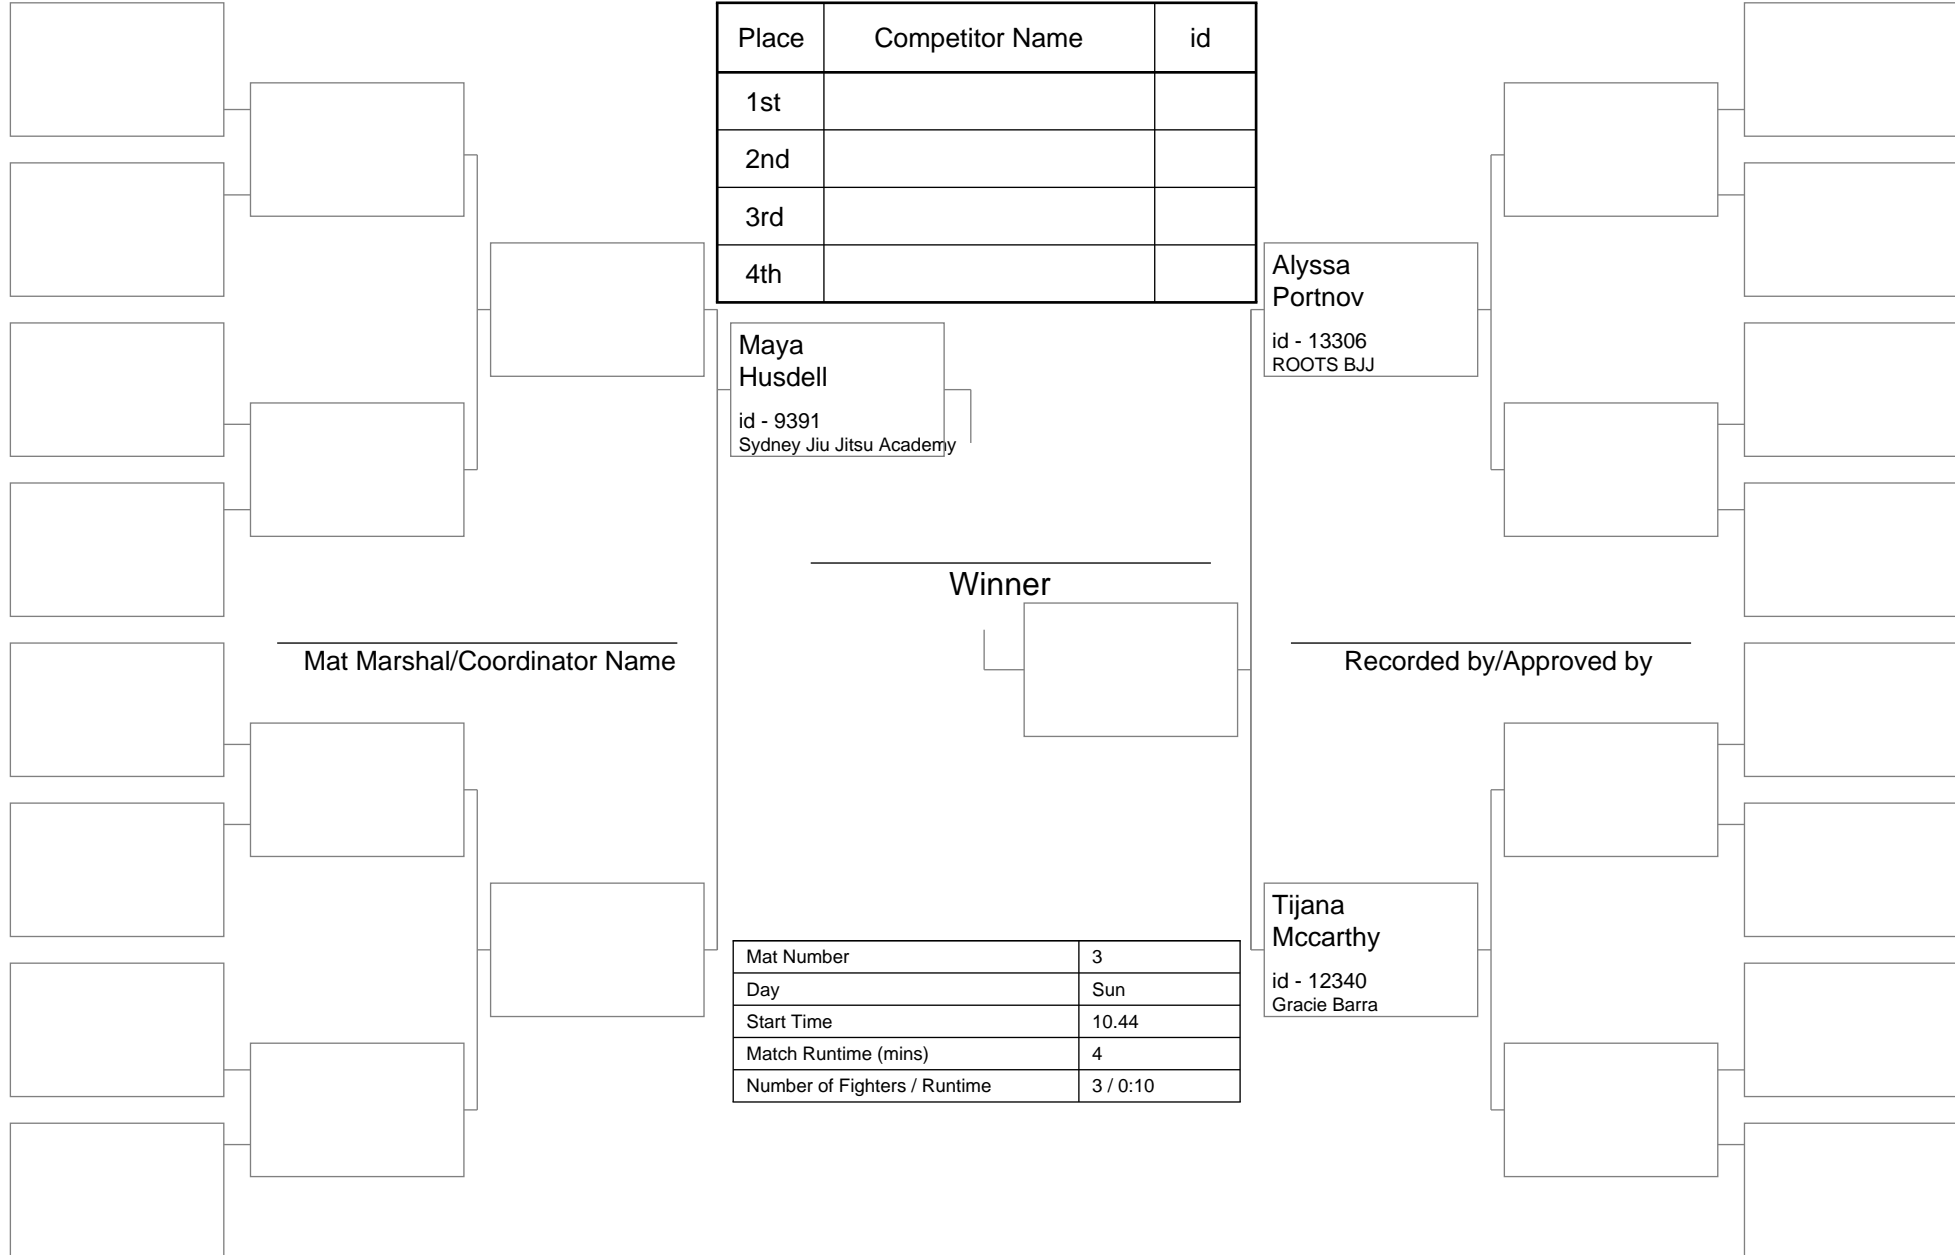 Place Competitor Name id
1st
2nd
3rd
4th
Alyssa
Portnov
id - 13306
ROOTS BJJ
Maya
Husdell
id - 9391
Sydney Jiu Jitsu Academy
Winner
Mat Marshal/Coordinator Name
Recorded by/Approved by
Tijana
Mccarthy
id - 12340
Gracie Barra
Mat Number 3
Day Sun
Start Time 10.44
Match Runtime (mins) 4
Number of Fighters / Runtime 3 / 0:10